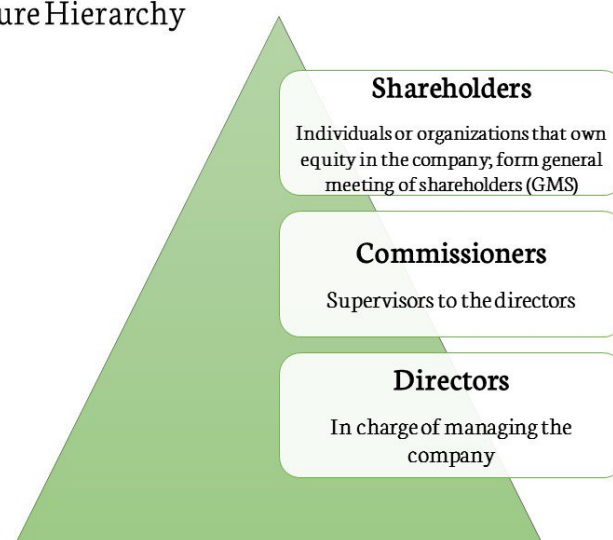 ure Hierarchy
Shareholders
Individuals or organizations that own
equity in the company; form general
meeting of shareholders (GMS)
Commissioners
Supervisors to the directors
Directors
In charge of managing the
company